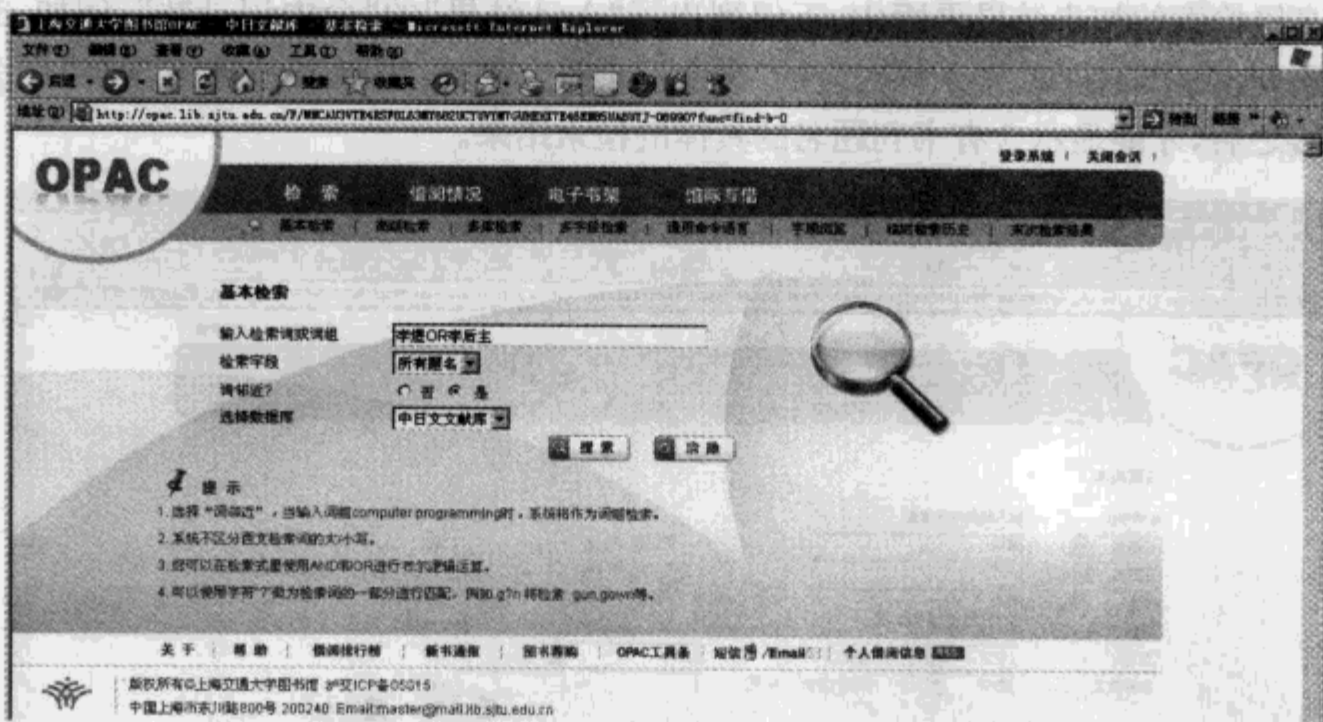 上海交通大学图书馆OPAC - 中日文献库 - 基本检索 - Microsoft Internet Explorer
文件(F) 编辑(E) 查看(V) 收藏(A) 工具(T) 帮助(H)
后退 搜索 收藏夹
地址(D) 转到 链接
登录系统 | 关闭会话 |
OPAC
检 索 借阅情况 电子书架 馆际互借
基本检索 | 高级检索 | 多库检索 | 多字段检索 | 通用命令语言 | 字顺浏览 | 检索历史 | 末次检索结果
基本检索
输入检索词或词组 李煜OR李后主
检索字段 所有题名
词邻近? 否 是
选择数据库 中日文文献库
搜 索 清 除
提 示
1. 选择“词邻近”,当输入词组computer programming时,系统将作为词组检索。
2. 系统不区分西文检索词的大小写。
3. 您可以在检索式里使用AND和OR进行布尔逻辑运算。
4. 可以使用字符“?”做为检索词的一部分进行匹配,例如.g?n 将检索 gun,gown等。
关 于 | 帮 助 | 借阅排行榜 | 新书通报 | 图书荐购 | OPAC工具条 短信 /Email | 个人借阅信息
版权所有©上海交通大学图书馆 沪交ICP备05015
中国上海市东川路800号 200240 Email:master@mail.lib.sjtu.edu.cn